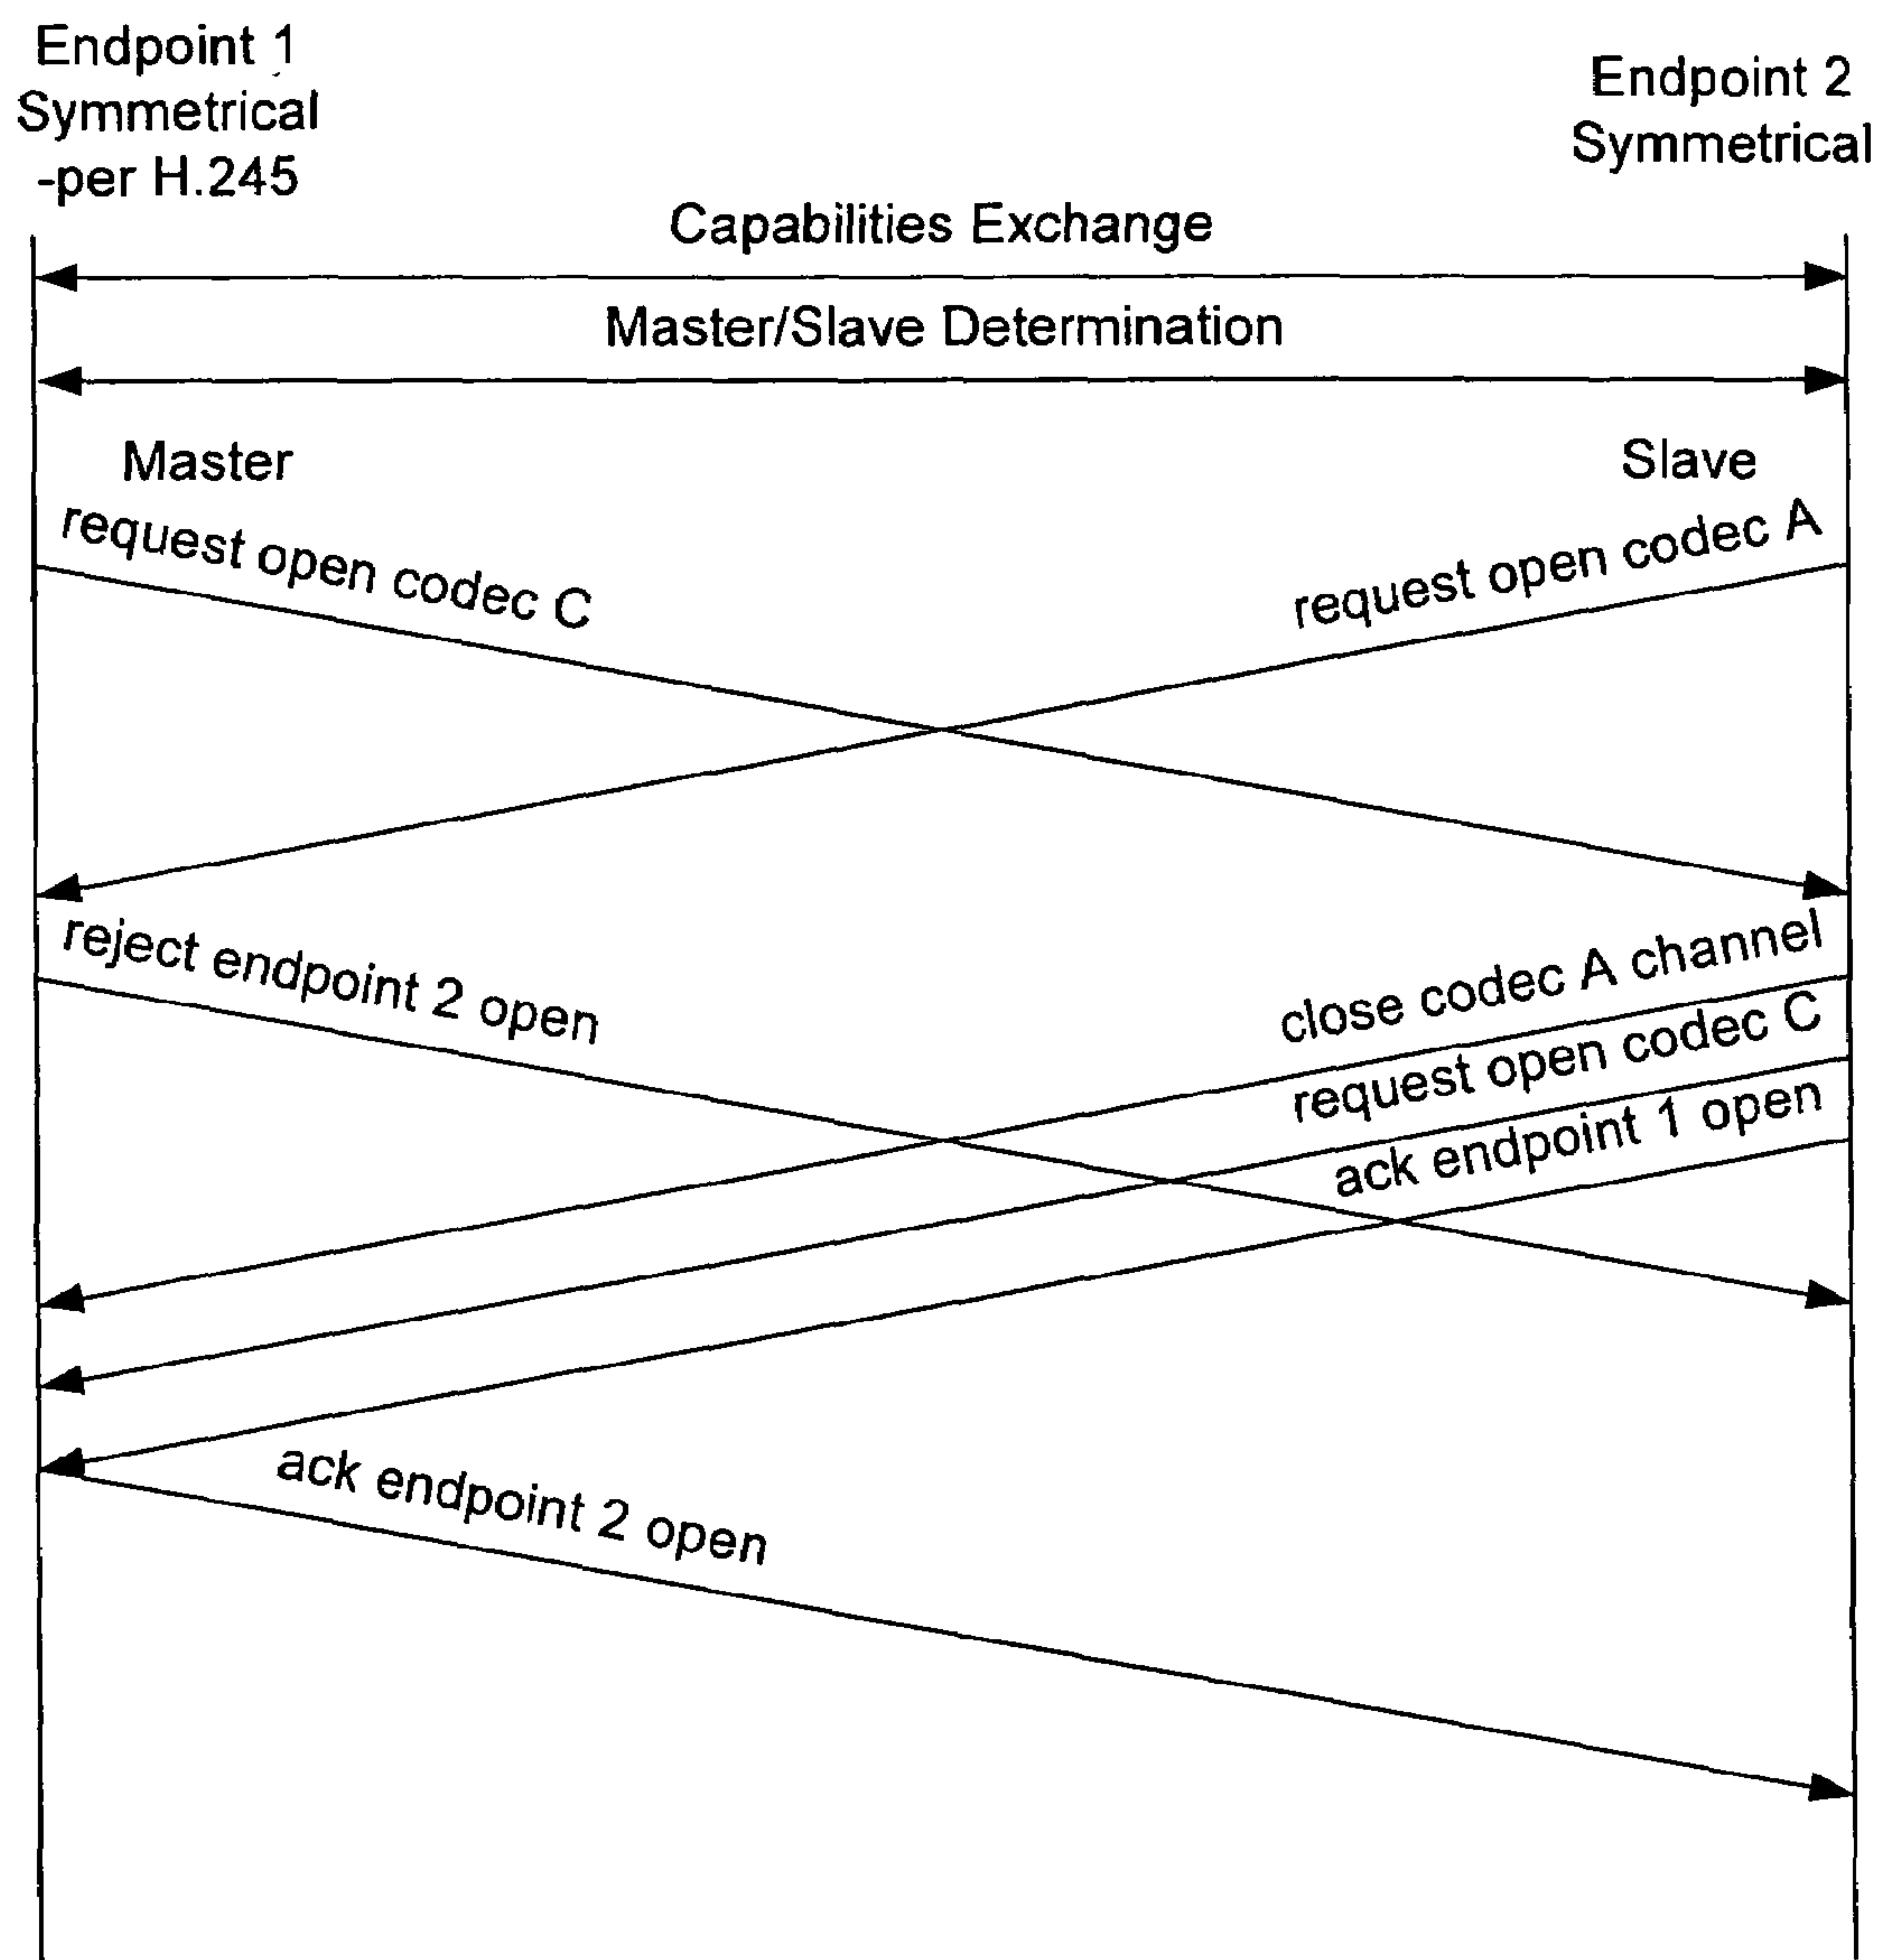 Endpoint 1
Symmetrical
-per H.245
Endpoint 2
Symmetrical
Capabilities Exchange
Master/Slave Determination
Master
Slave
request open codec C
request open codec A
reject endpoint 2 open
close codec A channel
request open codec C
ack endpoint 1 open
ack endpoint 2 open